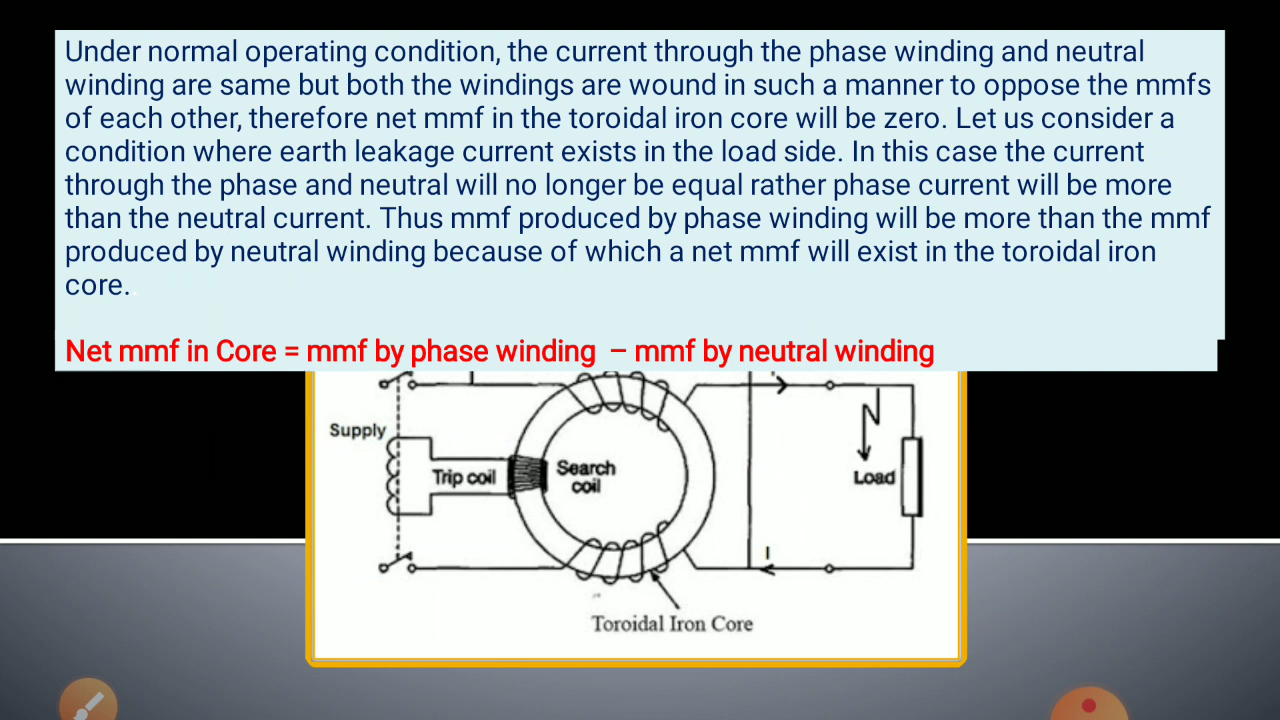 Under normal operating condition, the current through the phase winding and neutral
winding are same but both the windings are wound in such a manner to oppose the mmfs
of each other, therefore net mmf in the toroidal iron core will be zero. Let us consider a
condition where earth leakage current exists in the load side. In this case the current
through the phase and neutral will no longer be equal rather phase current will be more
than the neutral current. Thus mmf produced by phase winding will be more than the mmf
produced by neutral winding because of which a net mmf will exist in the toroidal iron
core.
Net mmf in Core = mmf by phase winding – mmf by neutral winding
Supply
Trip coil
Search
coil
Load
I
Toroidal Iron Core